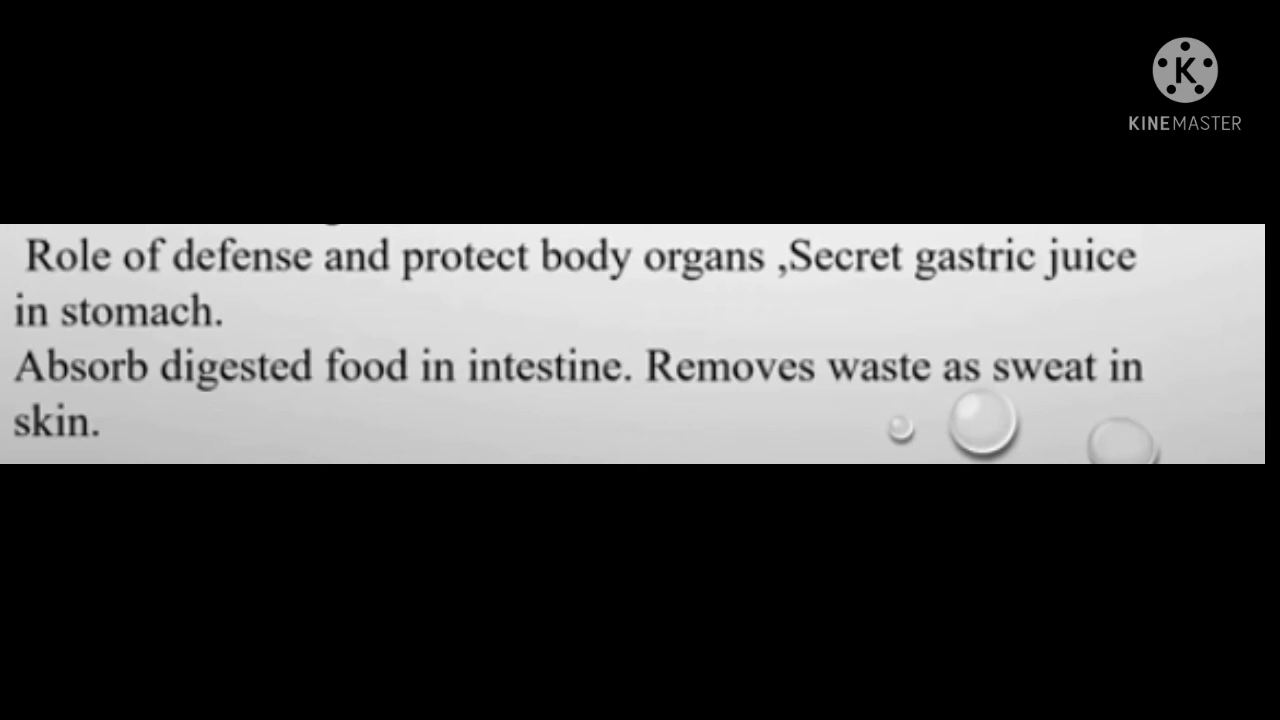 KINEMASTER
Role of defense and protect body organs ,Secret gastric juice
in stomach.
Absorb digested food in intestine. Removes waste as sweat in
skin.